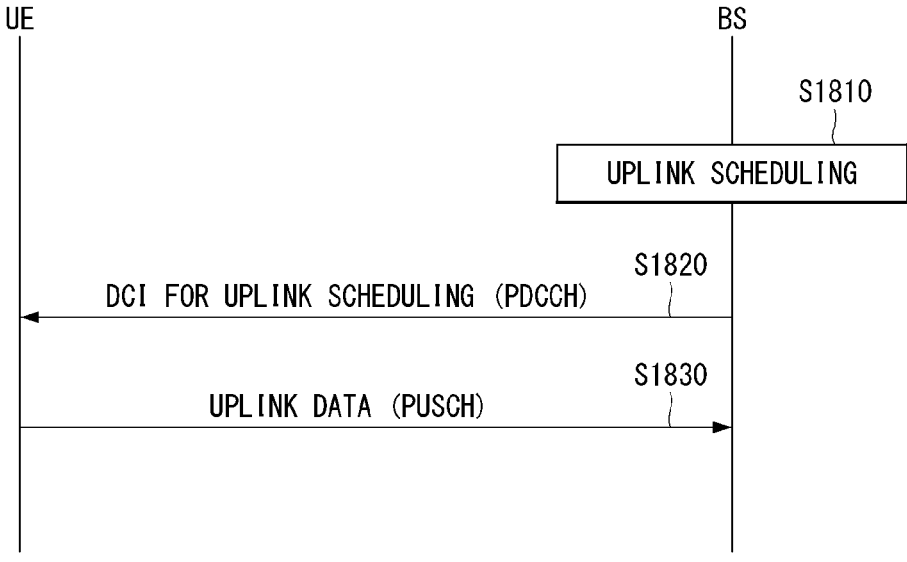 UE
BS
S1810
UPLINK SCHEDULING
S1820
DCI FOR UPLINK SCHEDULING (PDCCH)
S1830
UPLINK DATA (PUSCH)